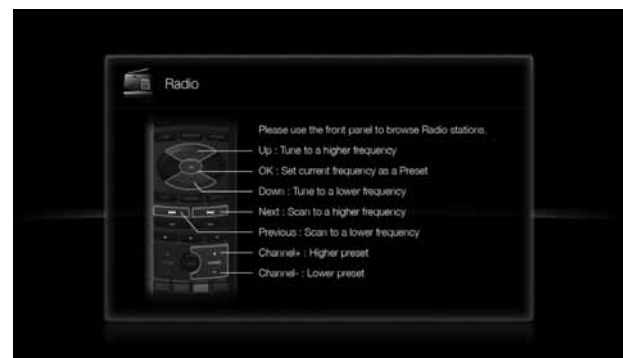 Radio
Please use the front panel to browse Radio stations.
Up : Tune to a higher frequency
OK : Set current frequency as a Preset
Down : Tune to a lower frequency
Next : Scan to a higher frequency
Previous : Scan to a lower frequency
Channel+ : Higher preset
Channel- : Lower preset